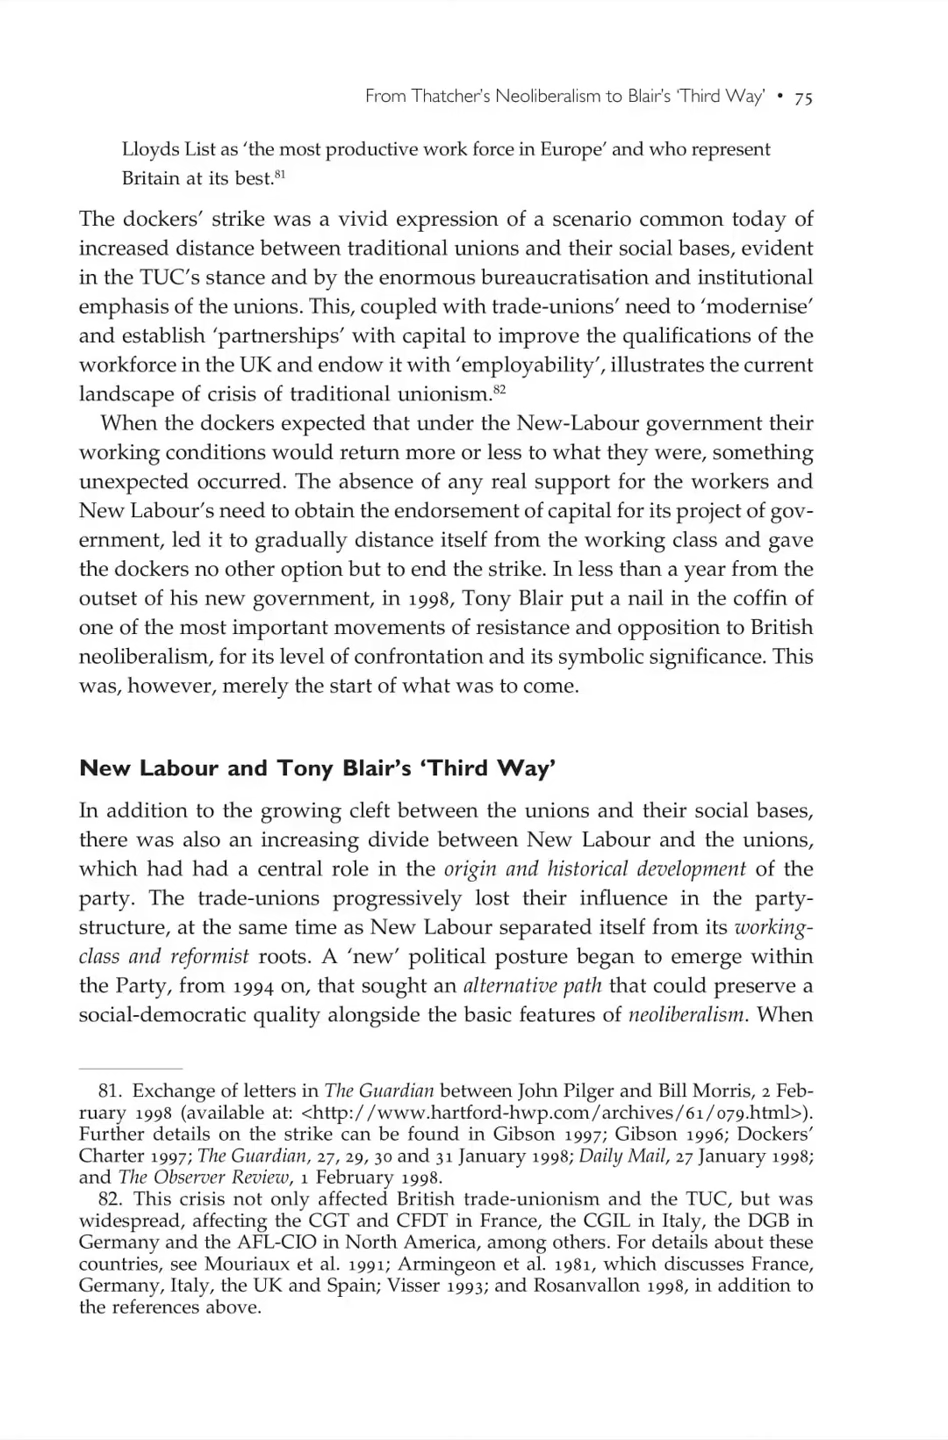 From Thatcher's Neoliberalism to Blair's 'Third Way' • 75
Lloyds List as 'the most productive work force in Europe' and who represent
Britain at its best.81
The dockers' strike was a vivid expression of a scenario common today of
increased distance between traditional unions and their social bases, evident
in the TUC's stance and by the enormous bureaucratisation and institutional
emphasis of the unions. This, coupled with trade-unions' need to 'modernise'
and establish 'partnerships' with capital to improve the qualifications of the
workforce in the UK and endow it with 'employability', illustrates the current
landscape of crisis of traditional unionism.82
When the dockers expected that under the New-Labour government their
working conditions would return more or less to what they were, something
unexpected occurred. The absence of any real support for the workers and
New Labour's need to obtain the endorsement of capital for its project of gov-
ernment, led it to gradually distance itself from the working class and gave
the dockers no other option but to end the strike. In less than a year from the
outset of his new government, in 1998, Tony Blair put a nail in the coffin of
one of the most important movements of resistance and opposition to British
neoliberalism, for its level of confrontation and its symbolic significance. This
was, however, merely the start of what was to come.
New Labour and Tony Blair's 'Third Way'
In addition to the growing cleft between the unions and their social bases,
there was also an increasing divide between New Labour and the unions,
which had had a central role in the origin and historical development of the
party. The trade-unions progressively lost their influence in the party-
structure, at the same time as New Labour separated itself from its working-
class and reformist roots. A 'new' political posture began to emerge within
the Party, from 1994 on, that sought an alternative path that could preserve a
social-democratic quality alongside the basic features of neoliberalism. When
81. Exchange of letters in The Guardian between John Pilger and Bill Morris, 2 Feb-
ruary 1998 (available at: <http://www.hartford-hwp.com/archives/61/079.html>).
Further details on the strike can be found in Gibson 1997; Gibson 1996; Dockers'
Charter 1997; The Guardian, 27, 29, 30 and 31 January 1998; Daily Mail, 27 January 1998;
and The Observer Review, 1 February 1998.
82. This crisis not only affected British trade-unionism and the TUC, but was
widespread, affecting the CGT and CFDT in France, the CGIL in Italy, the DGB in
Germany and the AFL-CIO in North America, among others. For details about these
countries, see Mouriaux et al. 1991; Armingeon et al. 1981, which discusses France,
Germany, Italy, the UK and Spain; Visser 1993; and Rosanvallon 1998, in addition to
the references above.